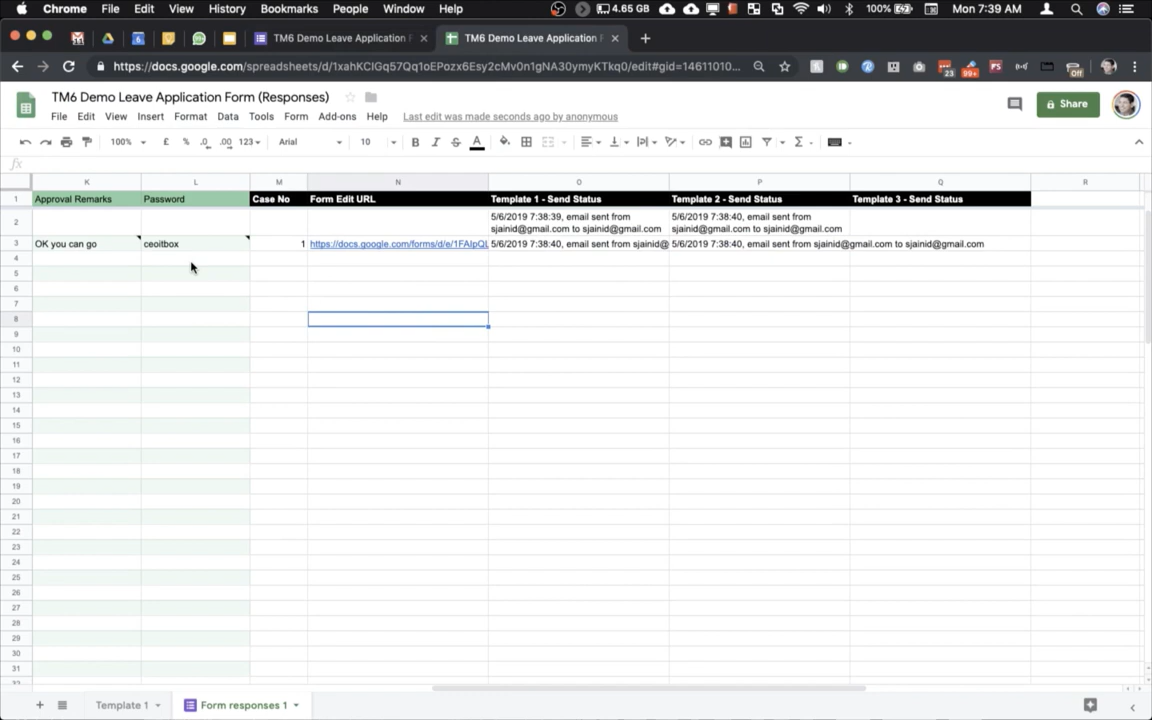 Chrome File Edit View History Bookmarks People Window Help 4.65 GB 100% Mon 7:39 AM
TM6 Demo Leave Application F TM6 Demo Leave Application F
https://docs.google.com/spreadsheets/d/1xahKCIGq57Qq1oEPozx6Esy2cMv0n1gNA30ymyKTkq0/edit#gid=14611010... 23 99+ Off
TM6 Demo Leave Application Form (Responses)
File Edit View Insert Format Data Tools Form Add-ons Help Last edit was made seconds ago by anonymous
Share
100% £ % .0 .00 123 Arial 10 B I S A
fx
K L M N O P Q R
1 Approval Remarks Password Case No Form Edit URL Template 1 - Send Status Template 2 - Send Status Template 3 - Send Status
5/6/2019 7:38:39, email sent from 5/6/2019 7:38:40, email sent from
2 sjainid@gmail.com to sjainid@gmail.com sjainid@gmail.com to sjainid@gmail.com
3 OK you can go ceoitbox 1 https://docs.google.com/forms/d/e/1FAIpQL 5/6/2019 7:38:40, email sent from sjainid@ 5/6/2019 7:38:40, email sent from sjainid@gmail.com to sjainid@gmail.com
4
5
6
7
8
9
10
11
12
13
14
15
16
17
18
19
20
21
22
23
24
25
26
27
28
29
30
31
Template 1 Form responses 1